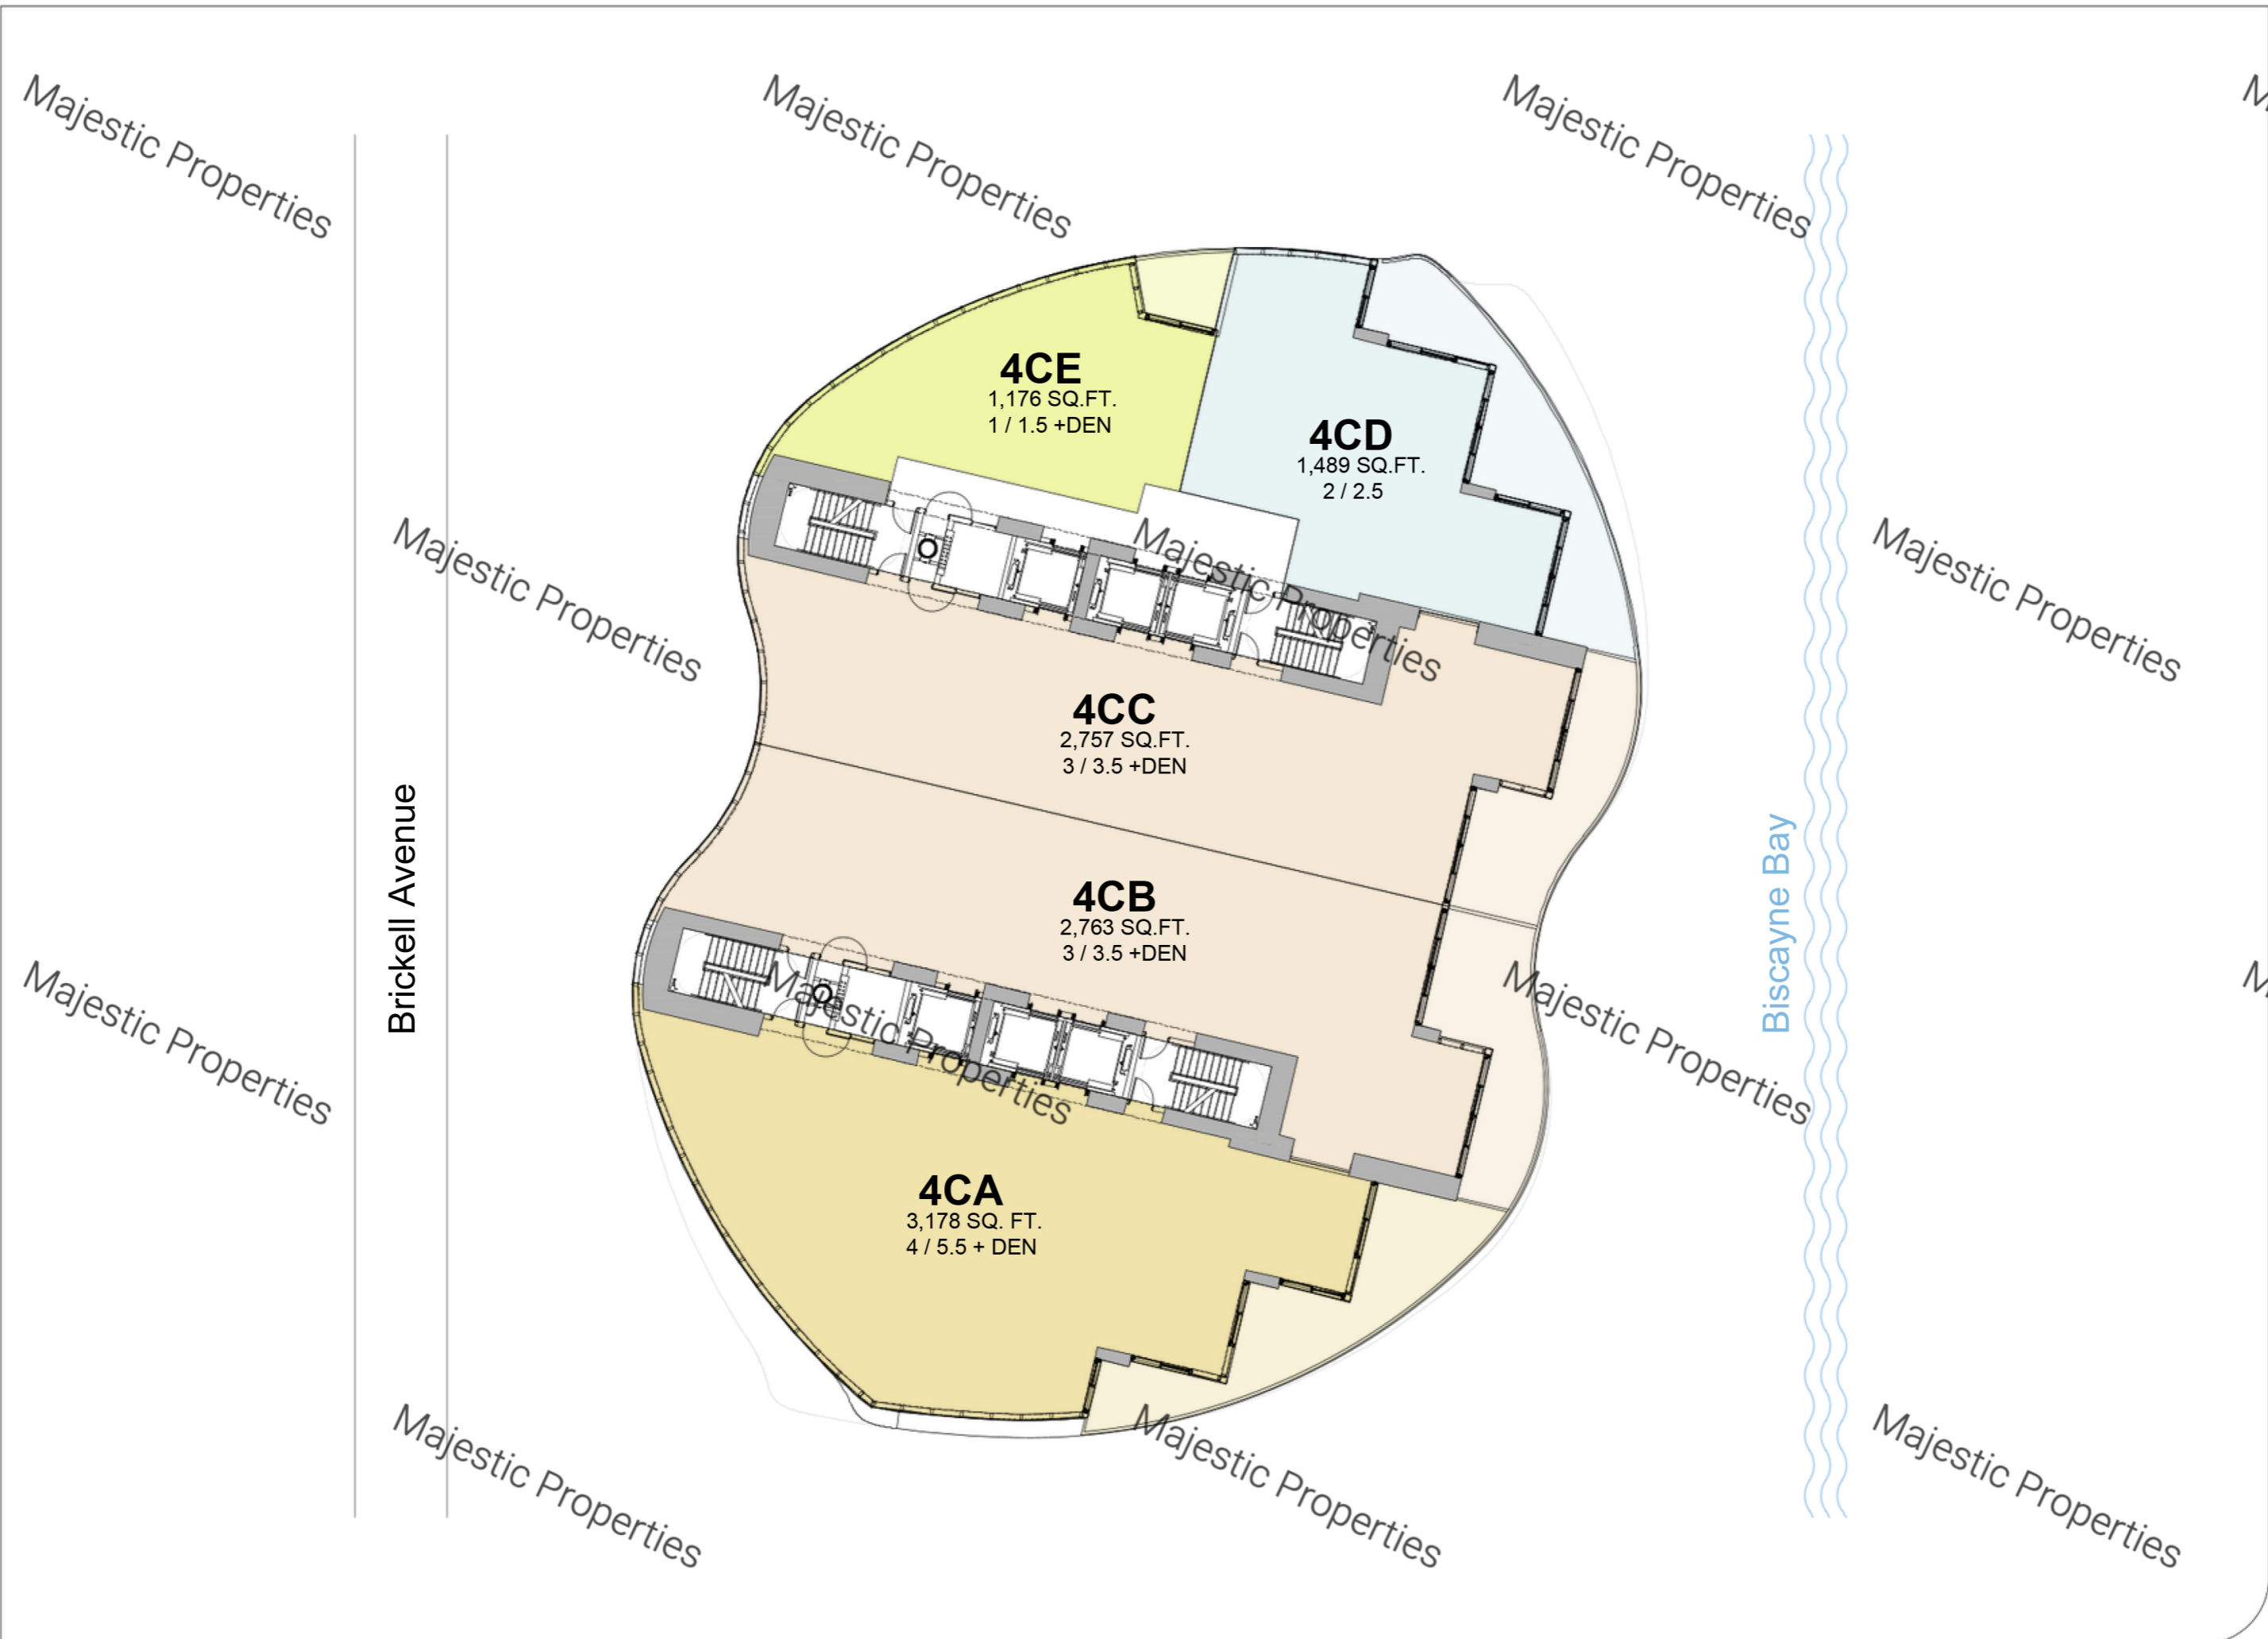 Majestic Properties
Majestic Properties
Majestic Properties
4CE
1,176 SQ.FT.
1 / 1.5 +DEN
4CD
1,489 SQ.FT.
2 / 2.5
Majestic Properties
Majestic Properties
Majestic Properties
4CC
2,757 SQ.FT.
3 / 3.5 +DEN
Brickell Avenue
Biscayne Bay
4CB
2,763 SQ.FT.
3 / 3.5 +DEN
Majestic Properties
Majestic Properties
Majestic Properties
4CA
3,178 SQ. FT.
4 / 5.5 + DEN
Majestic Properties
Majestic Properties
Majestic Properties